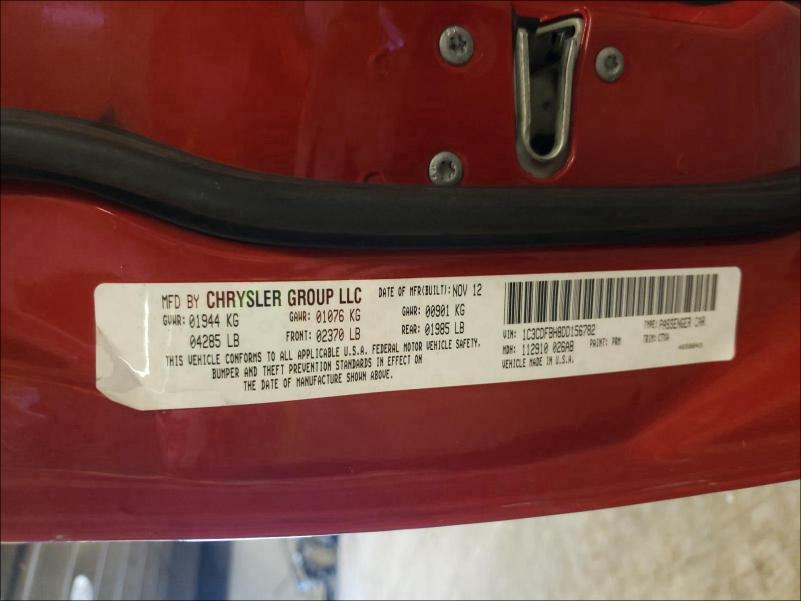 MFD BY CHRYSLER GROUP LLC
DATE OF MFR(BUILT): NOV 12
GVWR: 01944 KG
GAWR: 01076 KG
GAWR: 00901 KG
04285 LB
FRONT: 02370 LB
REAR: 01985 LB
THIS VEHICLE CONFORMS TO ALL APPLICABLE U.S.A. FEDERAL MOTOR VEHICLE SAFETY,
BUMPER AND THEFT PREVENTION STANDARDS IN EFFECT ON
THE DATE OF MANUFACTURE SHOWN ABOVE.
VIN: 1C3CDFBH8DD156782
TYPE: PASSENGER CAR
MDH: 112910 026AB
PAINT: PRM
TRIM: C7SA
VEHICLE MADE IN U.S.A.